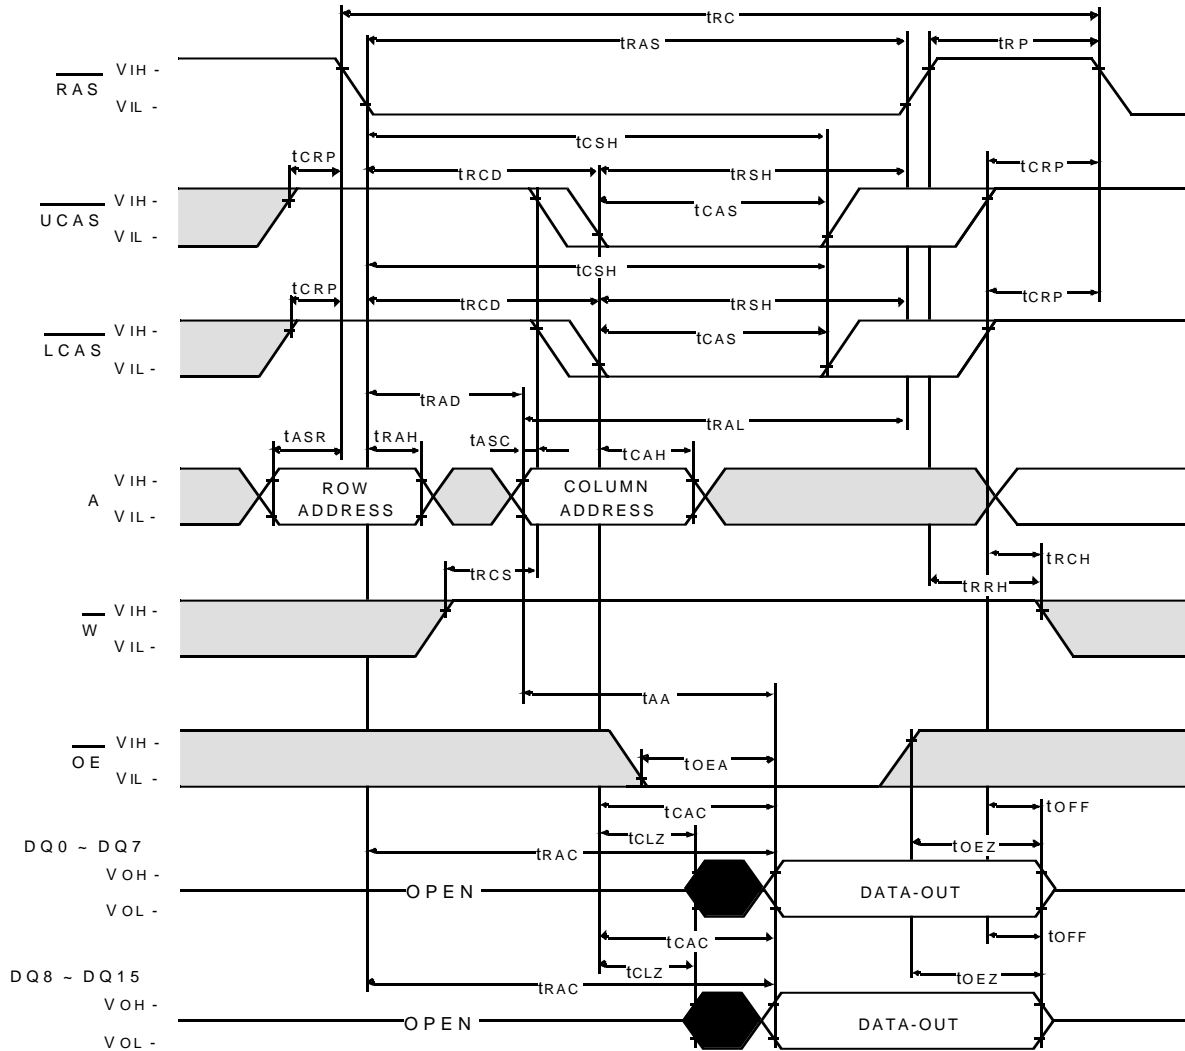 tRC
tRAS tRP
RAS VIH -
VIL -
tCSH
tCRP tRCD tRSH tCRP
UCAS VIH - tCAS
VIL -
tCSH
tCRP tRCD tRSH tCRP
LCAS VIH - tCAS
VIL -
tRAD tRAL
tASR tRAH tASC tCAH
A VIH - ROW COLUMN
VIL - ADDRESS ADDRESS
tRCS tRCH
tRRH
W VIH -
VIL -
tAA
OE VIH -
VIL - tOEA
tCAC tOFF
DQ0 ~ DQ7 tCLZ tOEZ
tRAC
VOH - OPEN DATA-OUT
VOL -
tCAC tOFF
DQ8 ~ DQ15 tCLZ tOEZ
tRAC
VOH - OPEN DATA-OUT
VOL -